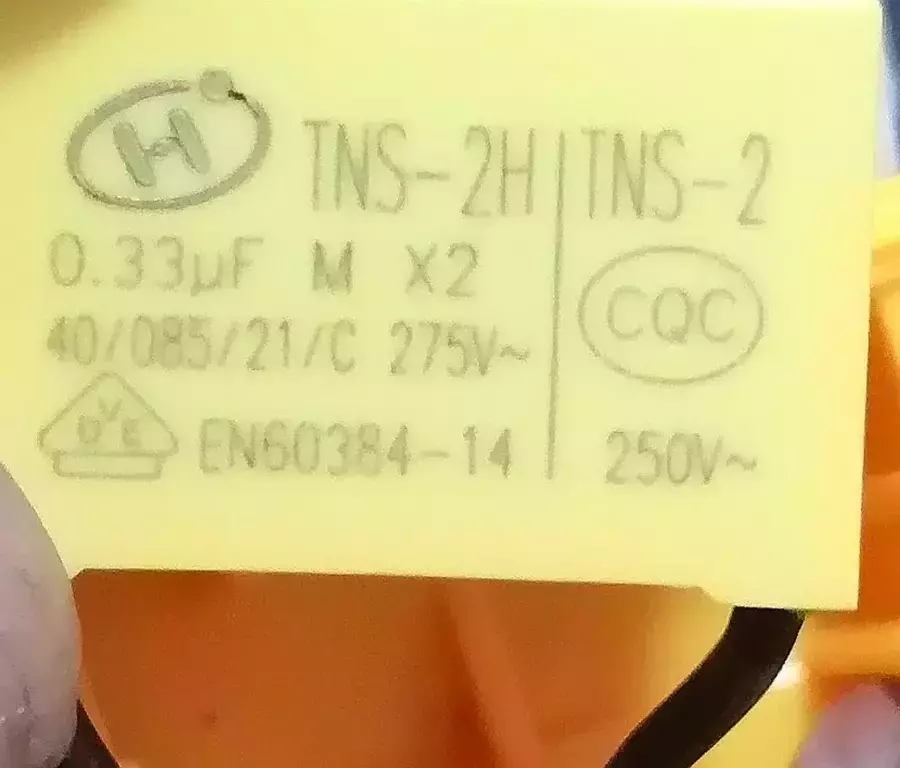 H
TNS-2H
TNS-2
0.33µF M X2
CQC
40/085/21/C 275V~
DVE
EN60384-14
250V~